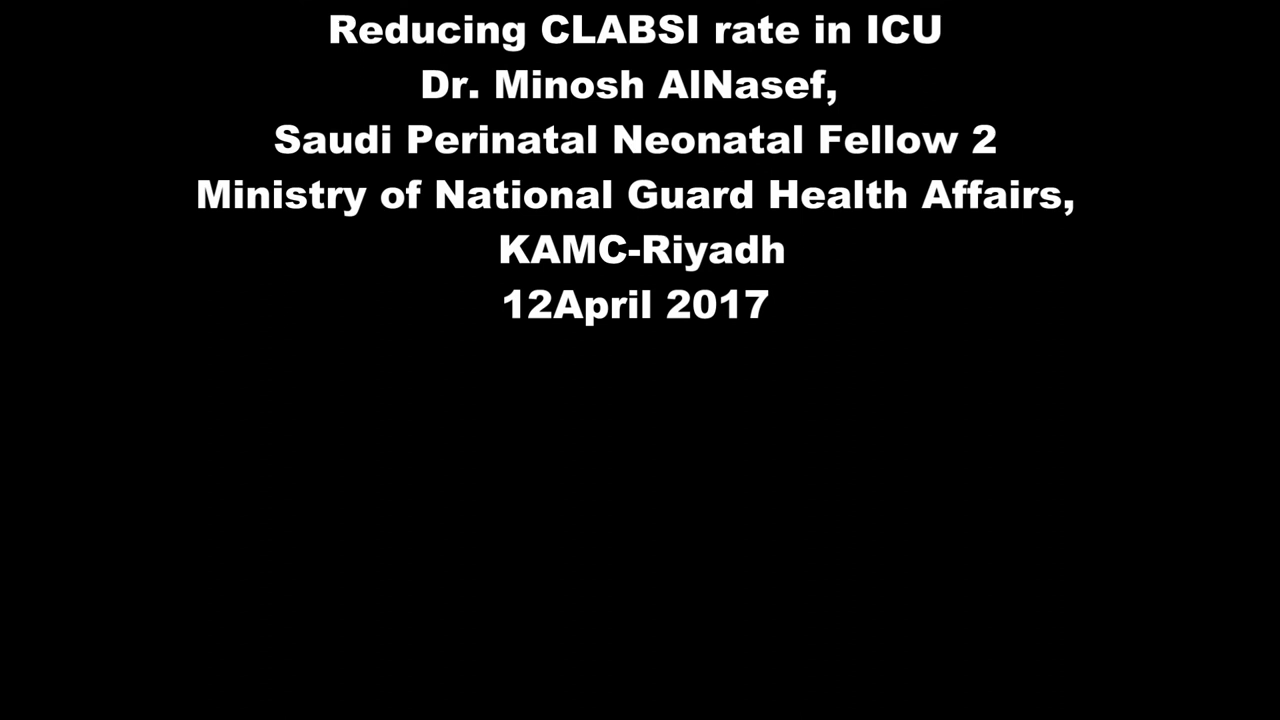 Reducing CLABSI rate in ICU
Dr. Minosh AlNasef,
Saudi Perinatal Neonatal Fellow 2
Ministry of National Guard Health Affairs,
KAMC-Riyadh
12April 2017